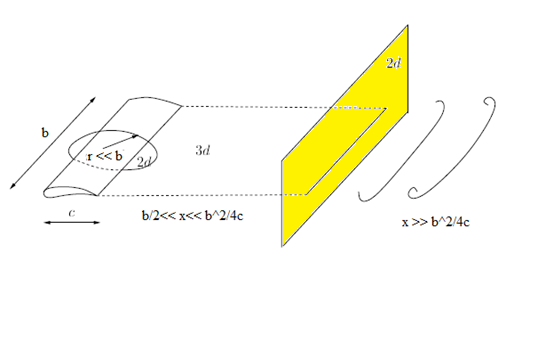 2d
b
r << b
2d
3d
c
b/2<< x<< b^2/4c
x >> b^2/4c